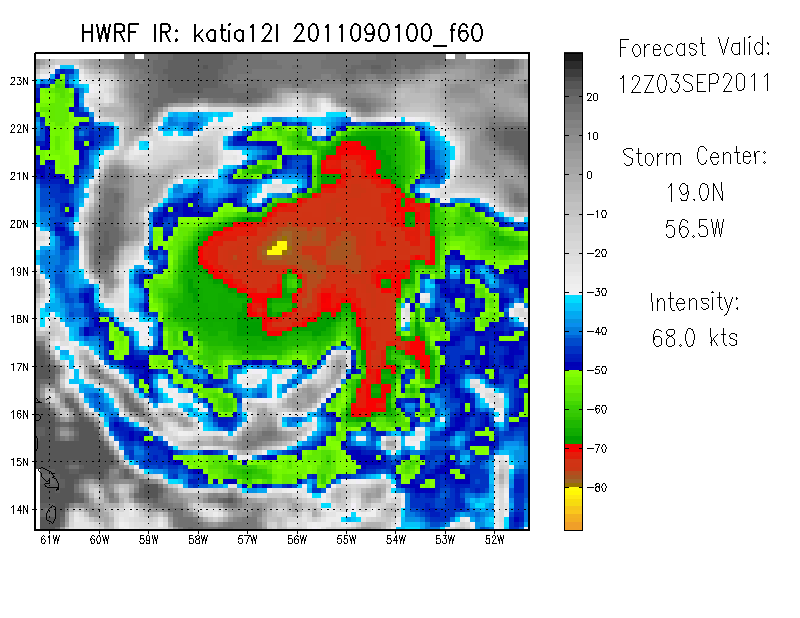 HWRF IR: katia12l 2011090100_f60
Forecast Valid:
12Z03SEP2011
Storm Center:
19.0N
56.5W
Intensity:
68.0 kts
23N
22N
21N
20N
19N
18N
17N
16N
15N
14N
61W 60W 59W 58W 57W 56W 55W 54W 53W 52W
20
10
0
-10
-20
-30
-40
-50
-60
-70
-80